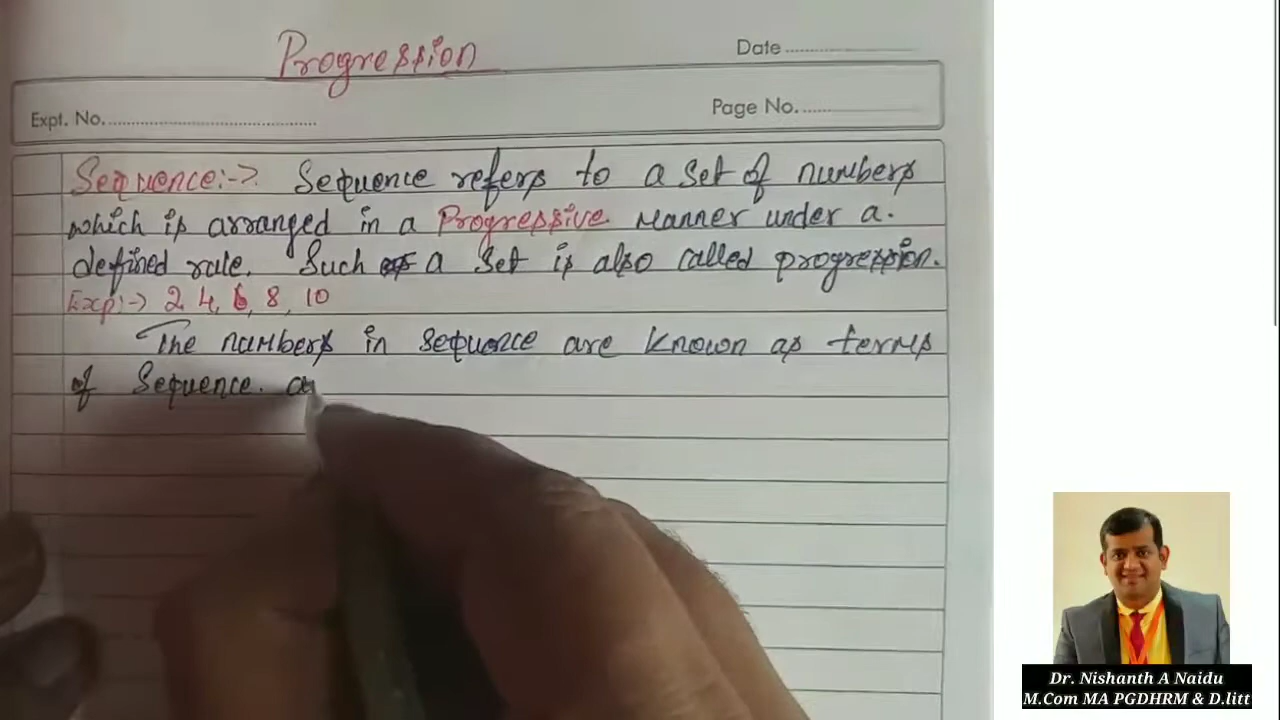 Progression
Date
Expt. No.
Page No.
Sequence:-> Sequence refers to a set of numbers
which is arranged in a Progressive manner under a
defined rule. Such a set is also called progression.
Exp:-> 2 4, 6, 8, 10
The numbers in sequence are known as terms
of Sequence.
Dr. Nishanth A Naidu
M.Com MA PGDHRM & D.litt